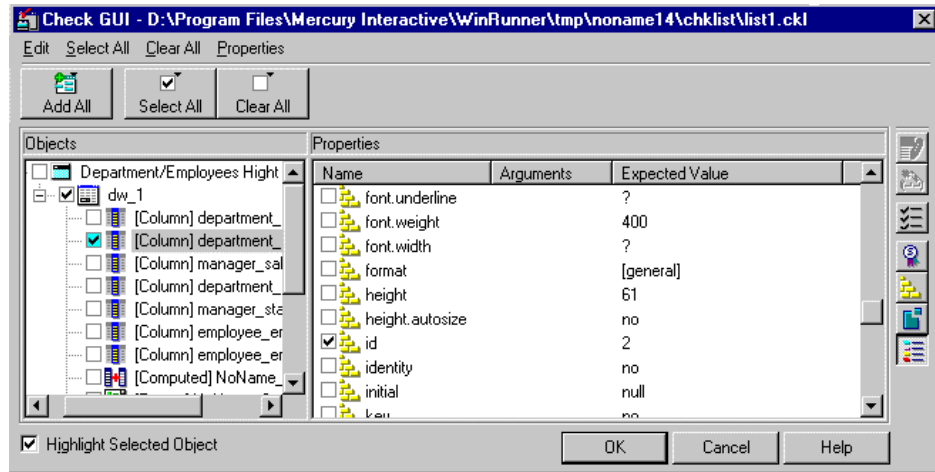 Check GUI - D:\Program Files\Mercury Interactive\WinRunner\tmp\noname14\chklist\list1.ckl
Edit Select All Clear All Properties
Add All Select All Clear All
Objects Properties
Department/Employees Hight
dw_1
[Column] department_
[Column] department_
[Column] manager_sal
[Column] department_
[Column] manager_sta
[Column] employee_er
[Column] employee_er
[Computed] NoName_
Name Arguments Expected Value
font.underline ?
font.weight 400
font.width ?
format [general]
height 61
height.autosize no
id 2
identity no
initial null
key no
Highlight Selected Object
OK Cancel Help